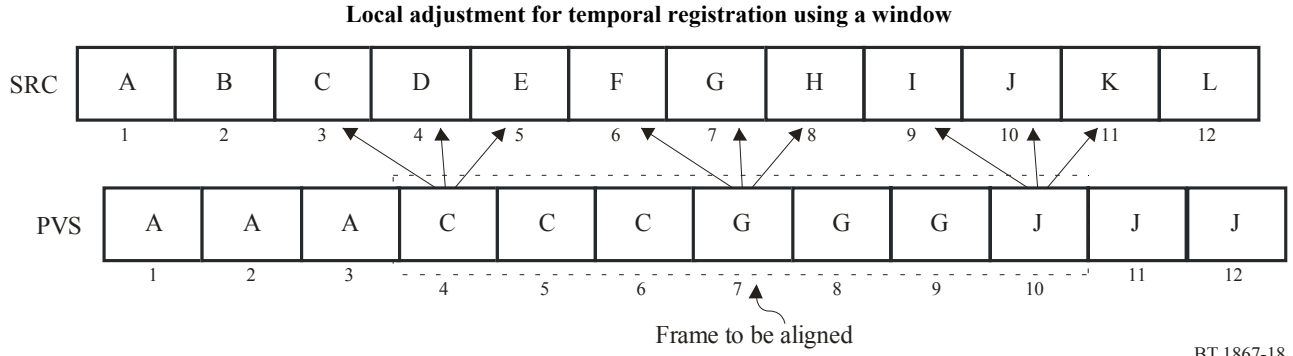 Local adjustment for temporal registration using a window
SRC A B C D E F G H I J K L
1 2 3 4 5 6 7 8 9 10 11 12
PVS A A A C C C G G G J J J
1 2 3 4 5 6 7 8 9 10 11 12
Frame to be aligned
BT.1867-18